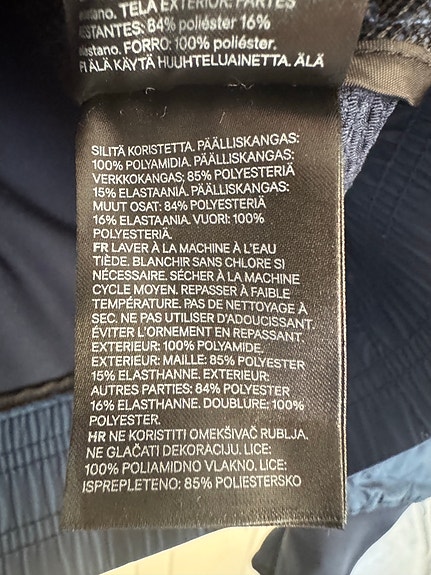 TELA EXTERIOR: PARTES
RESTANTES: 84% poliéster 16%
elastano. FORRO: 100% poliéster.
FI ÄLÄ KÄYTÄ HUUHTELUAINETTA. ÄLÄ
SILITÄ KORISTETTA. PÄÄLLISKANGAS:
100% POLYAMIDIA. PÄÄLLISKANGAS:
VERKKOKANGAS; 85% POLYESTERIÄ
15% ELASTAANIÄ. PÄÄLLISKANGAS:
MUUT OSAT: 84% POLYESTERIÄ
16% ELASTAANIA. VUORI: 100%
POLYESTERIÄ.
FR LAVER À LA MACHINE À L'EAU
TIÈDE. BLANCHIR SANS CHLORE SI
NÉCESSAIRE. SÉCHER À LA MACHINE
CYCLE MOYEN. REPASSER À FAIBLE
TEMPÉRATURE. PAS DE NETTOYAGE À
SEC. NE PAS UTILISER D'ADOUCISSANT.
ÉVITER L'ORNEMENT EN REPASSANT.
EXTERIEUR: 100% POLYAMIDE.
EXTERIEUR: MAILLE: 85% POLYESTER
15% ELASTHANNE. EXTERIEUR:
AUTRES PARTIES: 84% POLYESTER
16% ELASTHANNE. DOUBLURE: 100%
POLYESTER.
HR NE KORISTITI OMEKŠIVAČ RUBLJA.
NE GLAČATI DEKORACIJU. LICE:
100% POLIAMIDNO VLAKNO. LICE:
ISPREPLETENO: 85% POLIESTERSKO